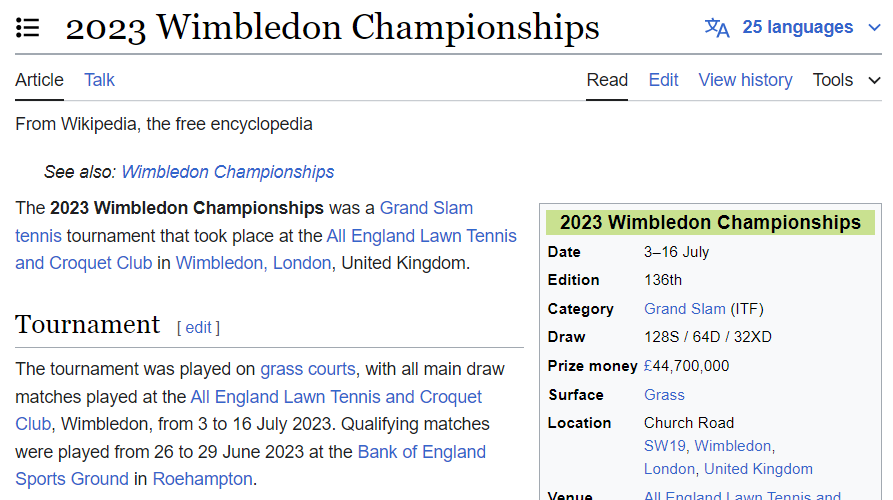 2023 Wimbledon Championships
25 languages
Article Talk Read Edit View history Tools
From Wikipedia, the free encyclopedia
See also: Wimbledon Championships
The 2023 Wimbledon Championships was a Grand Slam
tennis tournament that took place at the All England Lawn Tennis
and Croquet Club in Wimbledon, London, United Kingdom.
Tournament [ edit ]
The tournament was played on grass courts, with all main draw
matches played at the All England Lawn Tennis and Croquet
Club, Wimbledon, from 3 to 16 July 2023. Qualifying matches
were played from 26 to 29 June 2023 at the Bank of England
Sports Ground in Roehampton.
2023 Wimbledon Championships
Date 3–16 July
Edition 136th
Category Grand Slam (ITF)
Draw 128S / 64D / 32XD
Prize money £44,700,000
Surface Grass
Location Church Road
SW19, Wimbledon,
London, United Kingdom
Venue All England Lawn Tennis and